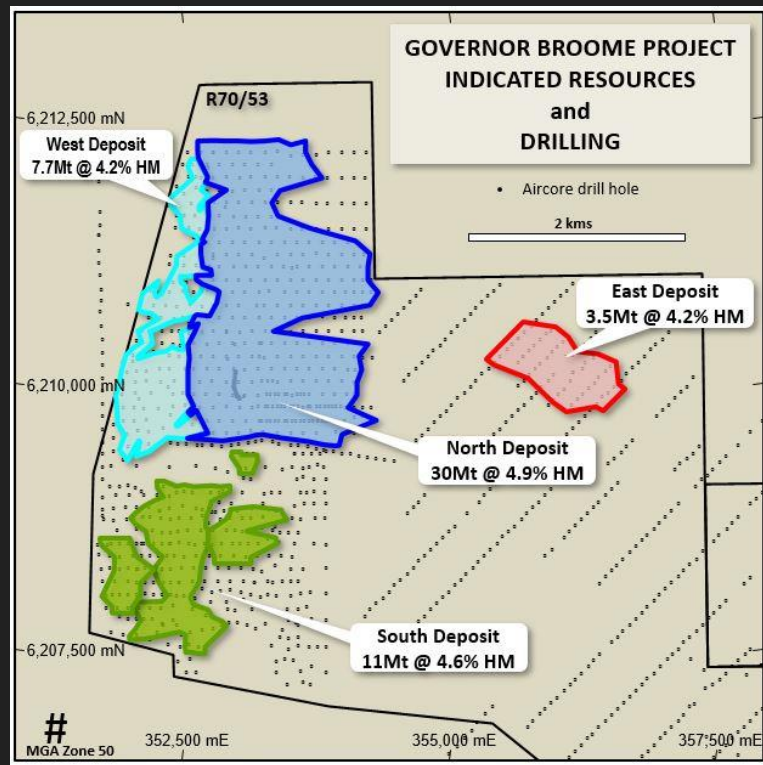 GOVERNOR BROOME PROJECT
INDICATED RESOURCES
and
DRILLING
R70/53
6,212,500 mN
West Deposit
7.7Mt @ 4.2% HM
Aircore drill hole
2 kms
East Deposit
3.5Mt @ 4.2% HM
6,210,000 mN
North Deposit
30Mt @ 4.9% HM
South Deposit
11Mt @ 4.6% HM
6,207,500 mN
#
MGA Zone 50
352,500 mE
355,000 mE
357,500 mE